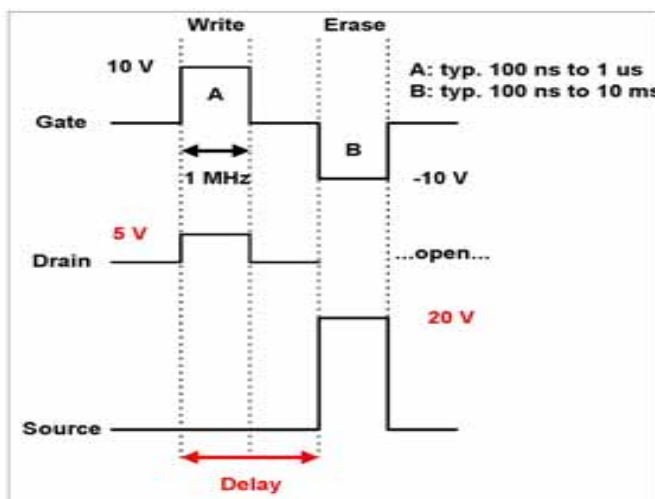 Write Erase
10 V
A: typ. 100 ns to 1 us
B: typ. 100 ns to 10 ms
A
Gate
B
1 MHz
-10 V
5 V
Drain
...open...
20 V
Source
Delay